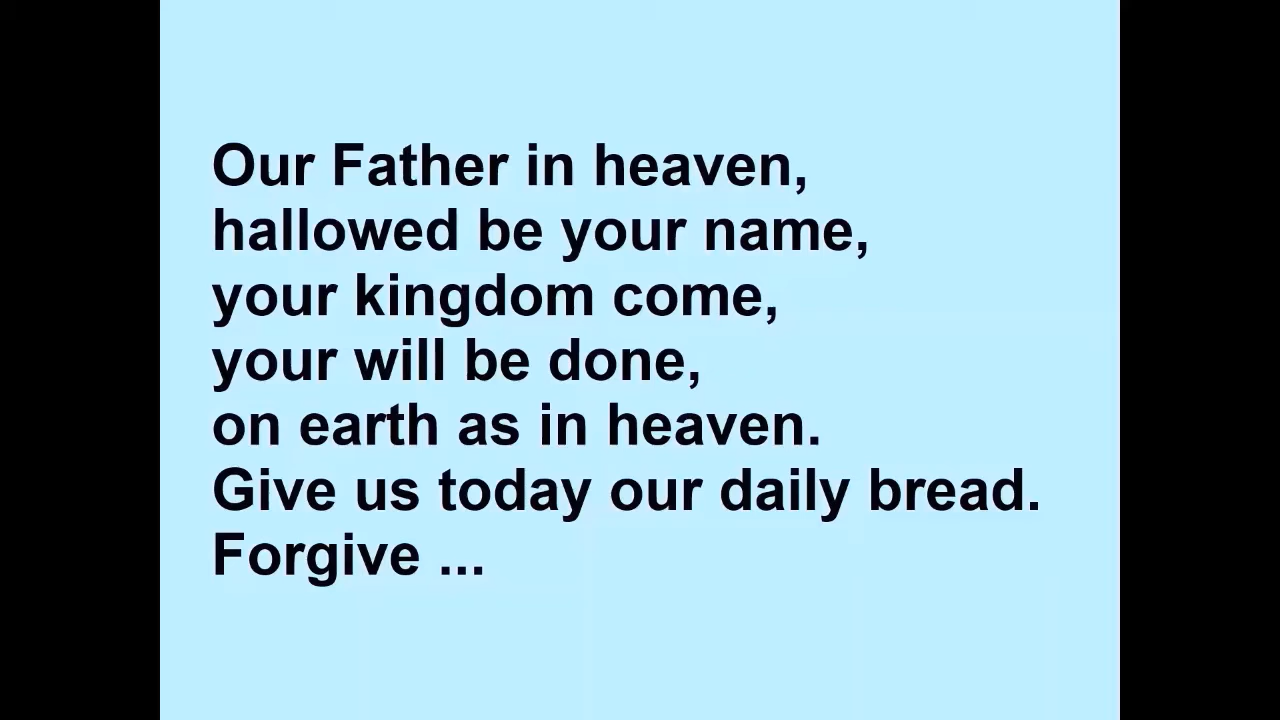 Our Father in heaven,
hallowed be your name,
your kingdom come,
your will be done,
on earth as in heaven.
Give us today our daily bread.
Forgive ...